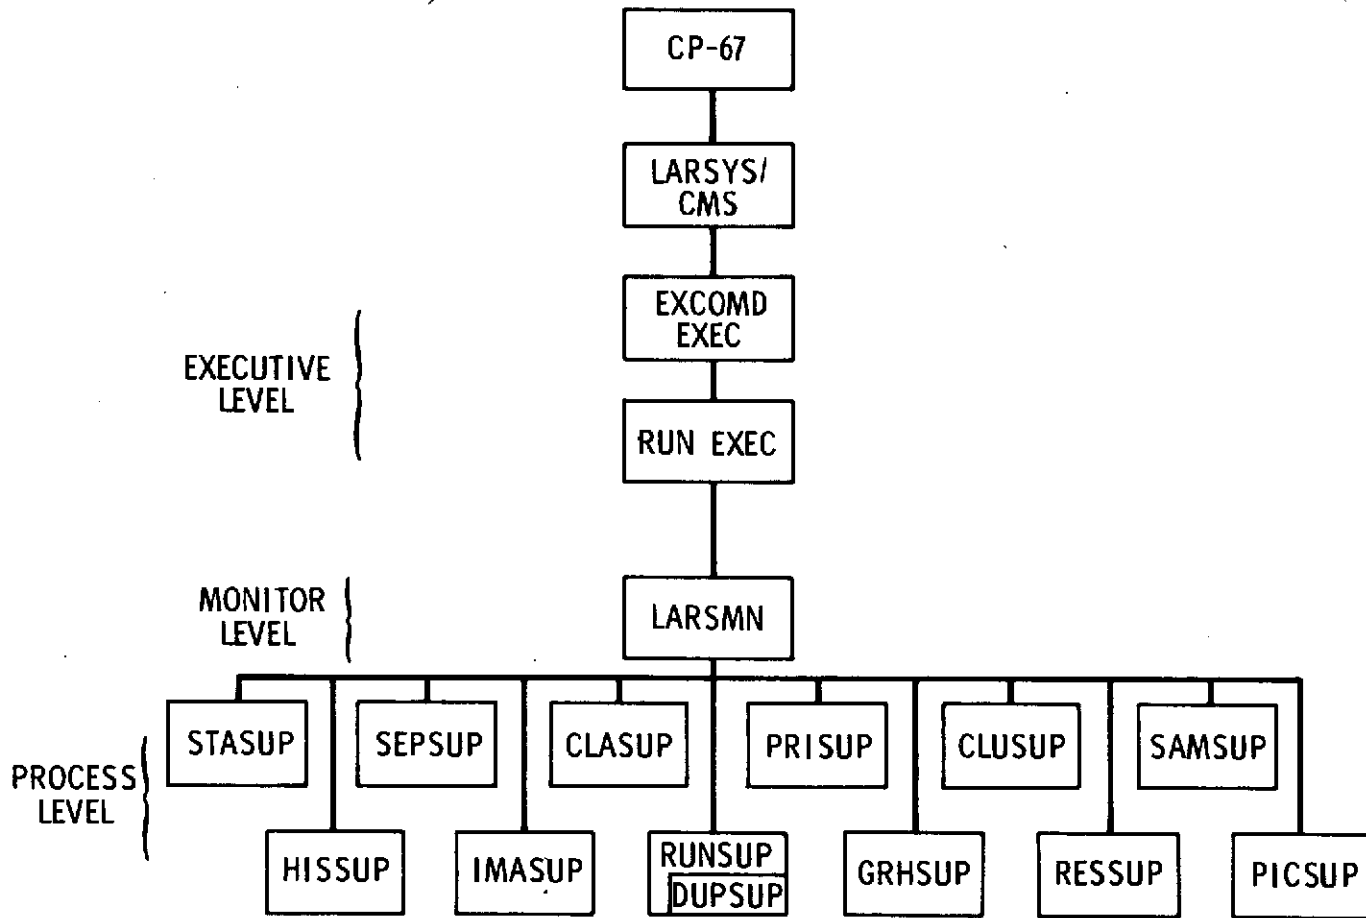 CP-67
LARSYS/
CMS
EXCOMD
EXEC
EXECUTIVE
LEVEL
RUN EXEC
MONITOR
LEVEL
LARSMN
PROCESS
LEVEL
STASUP
SEPSUP
CLASUP
PRISUP
CLUSUP
SAMSUP
HISSUP
IMASUP
RUNSUP
DUPSUP
GRHSUP
RESSUP
PICSUP